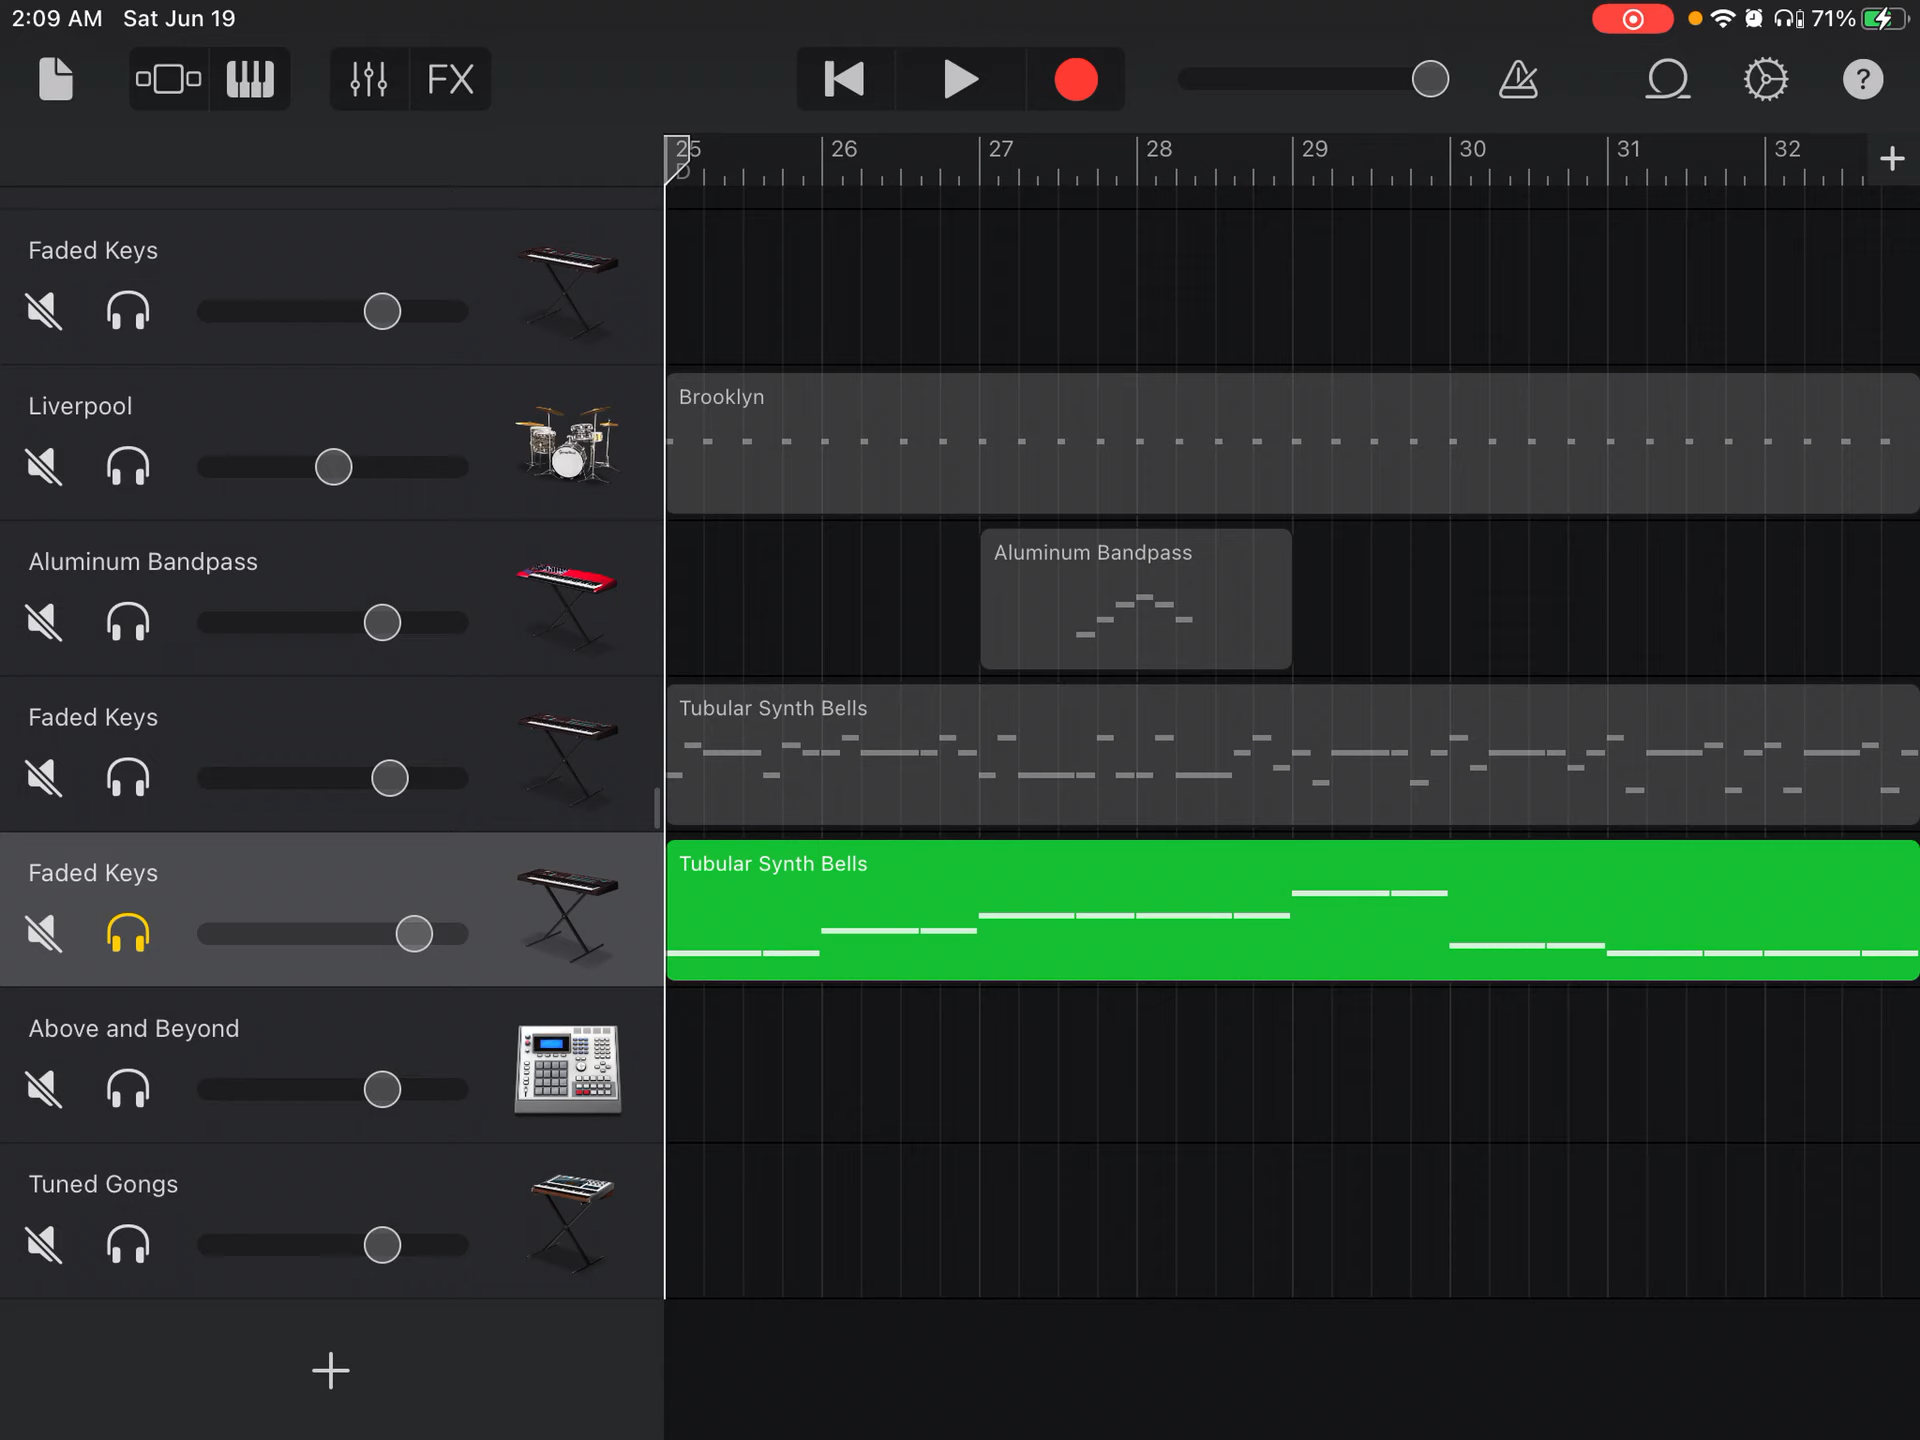 2:09 AM Sat Jun 19
71%
FX
?
25 26 27 28 29 30 31 32
D
Faded Keys
Liverpool
Brooklyn
Aluminum Bandpass
Aluminum Bandpass
Faded Keys
Tubular Synth Bells
Faded Keys
Tubular Synth Bells
Above and Beyond
Tuned Gongs